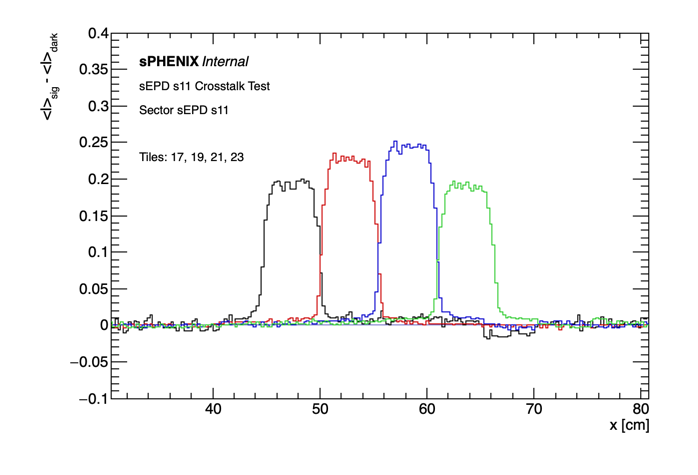 <I>sig - <I>dark
0.4
0.35
0.3
0.25
0.2
0.15
0.1
0.05
0
−0.05
−0.1
sPHENIX Internal
sEPD s11 Crosstalk Test
Sector sEPD s11
Tiles: 17, 19, 21, 23
40 50 60 70 80
x [cm]